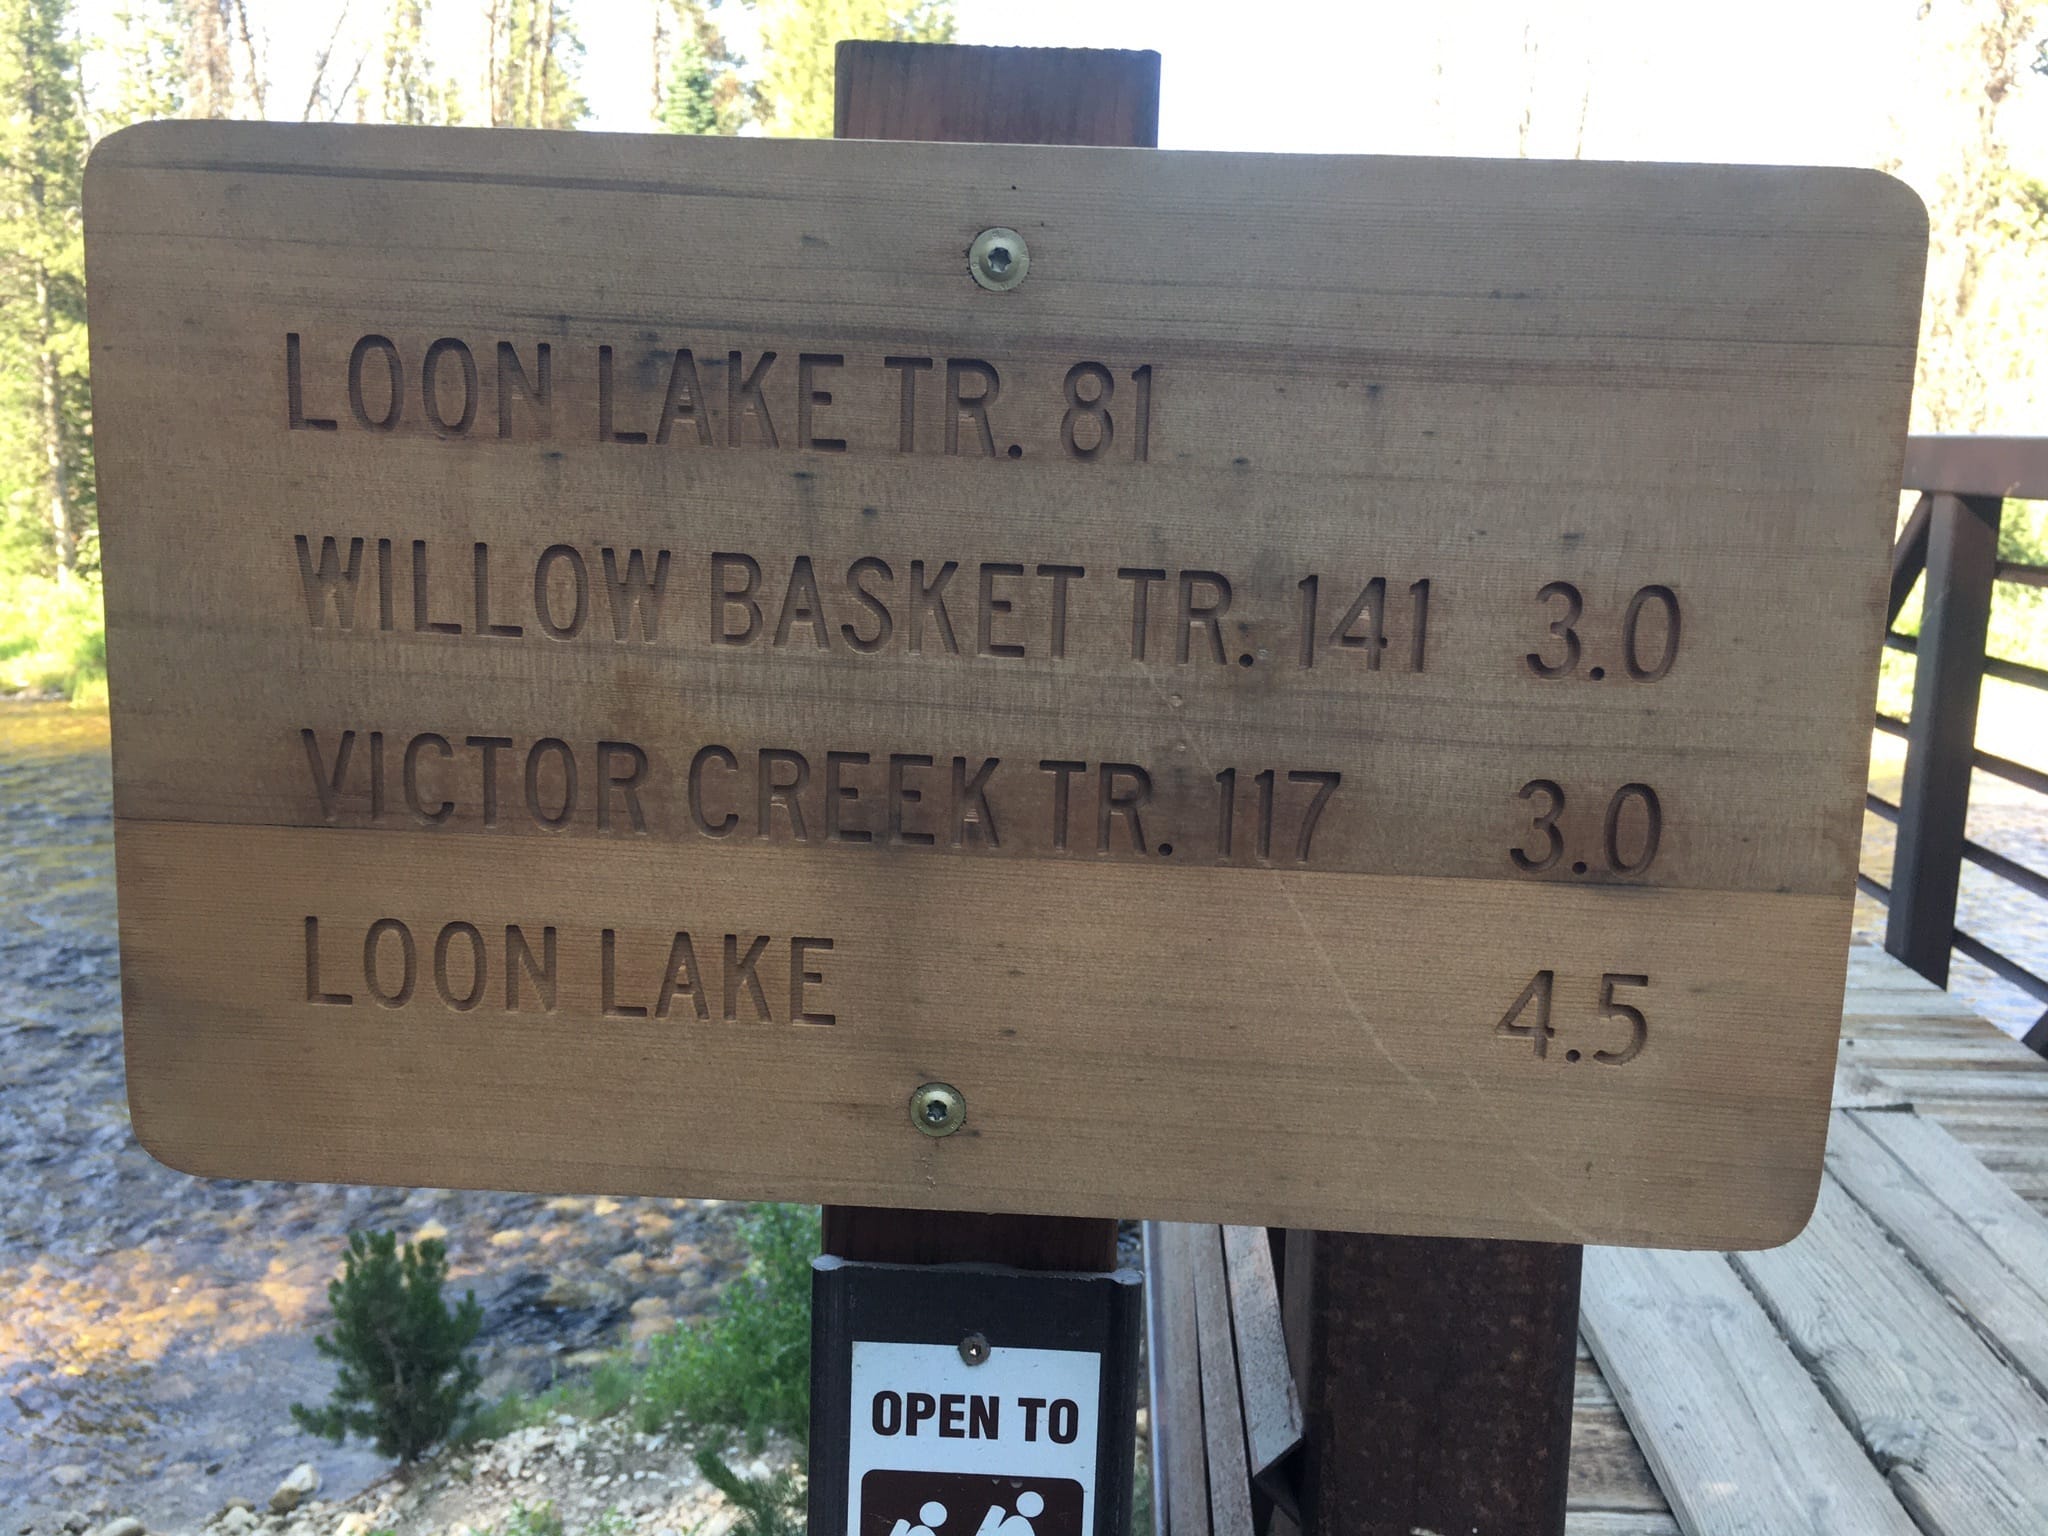 LOON LAKE TR. 81
WILLOW BASKET TR. 141 3.0
VICTOR CREEK TR. 117 3.0
LOON LAKE 4.5
OPEN TO